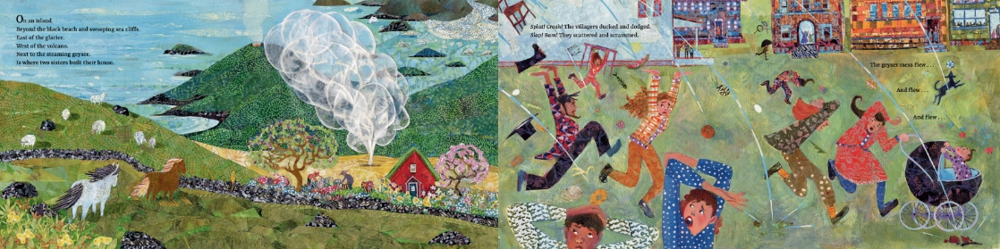 On an island.
Beyond the black beach and swooping sea cliffs.
East of the glacier.
West of the volcano.
Next to the steaming geyser.
Is where two sisters built their house.
Splat! Crash! The villagers ducked and dodged.
Slap! Bam! They scattered and scrammed.
The geyser mess flew . . .
And flew . . .
And flew . . .